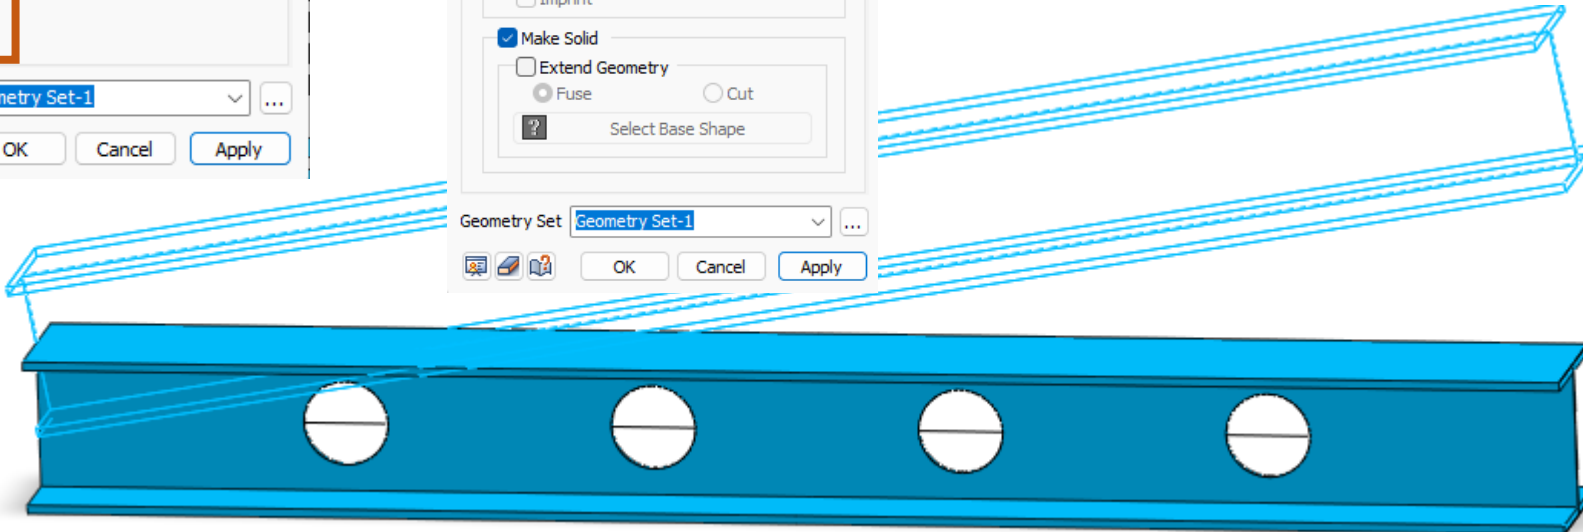 metry Set-1
...
OK
Cancel
Apply
Imprint
Make Solid
Extend Geometry
Fuse
Cut
? Select Base Shape
Geometry Set Geometry Set-1 ...
OK
Cancel
Apply